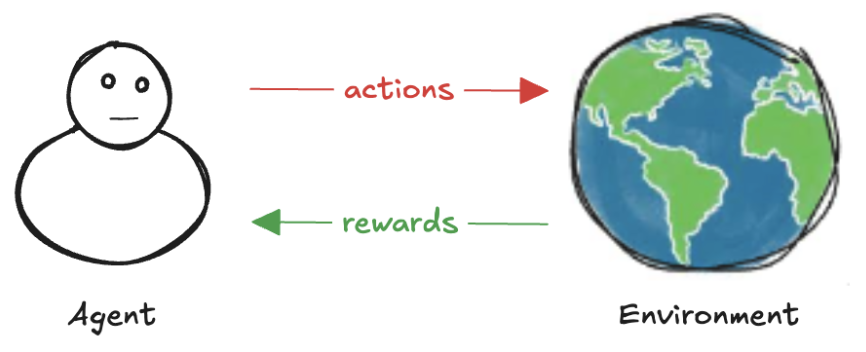 actions
rewards
Agent
Environment